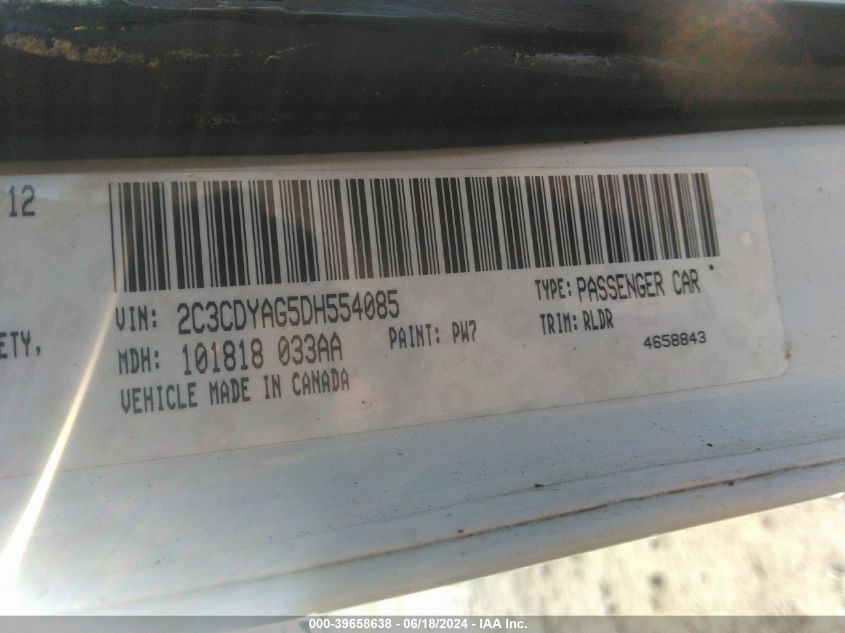 12
VIN: 2C3CDYAG5DH554085
TYPE: PASSENGER CAR
ETY,
MDH: 101818 033AA
PAINT: PW7
TRIM: RLDR
4658843
VEHICLE MADE IN CANADA
000-39658638 - 06/18/2024 - IAA Inc.